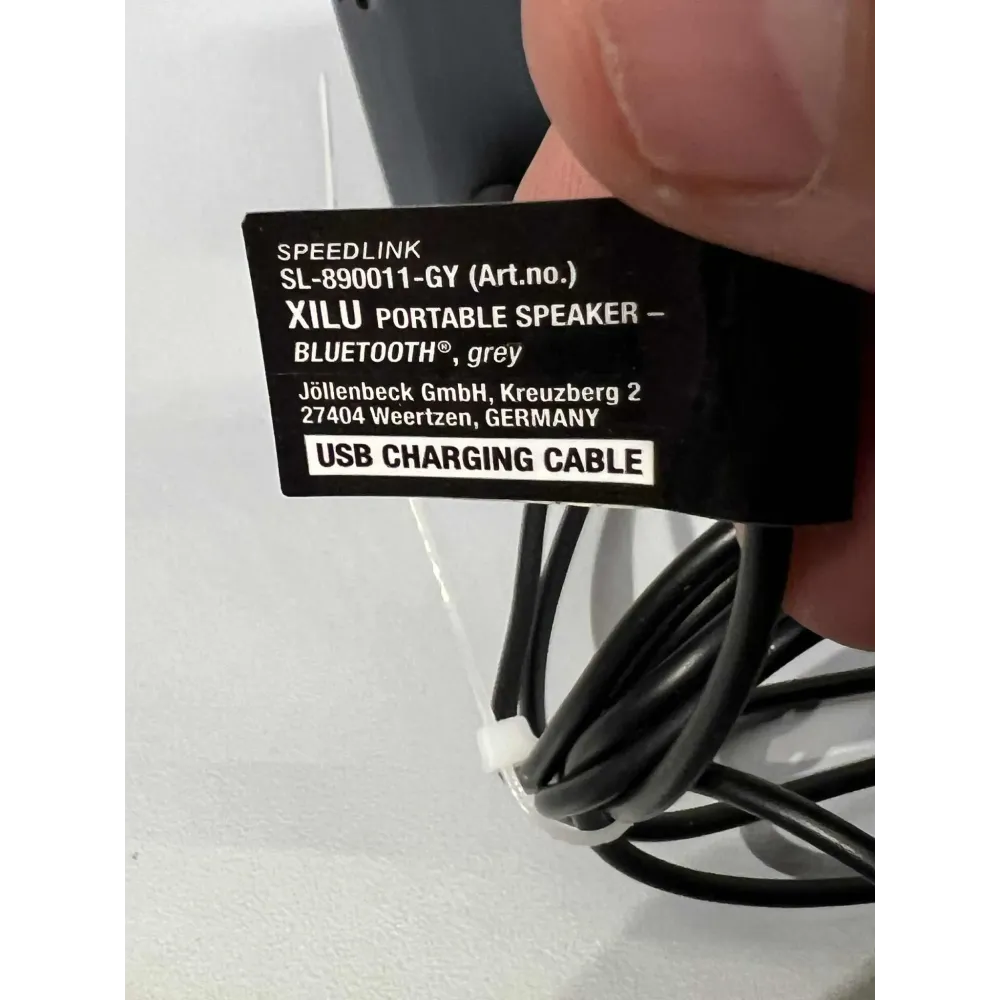 SPEEDLINK
SL-890011-GY (Art.no.)
XILU PORTABLE SPEAKER –
BLUETOOTH®, grey
Jöllenbeck GmbH, Kreuzberg 2
27404 Weertzen, GERMANY
USB CHARGING CABLE